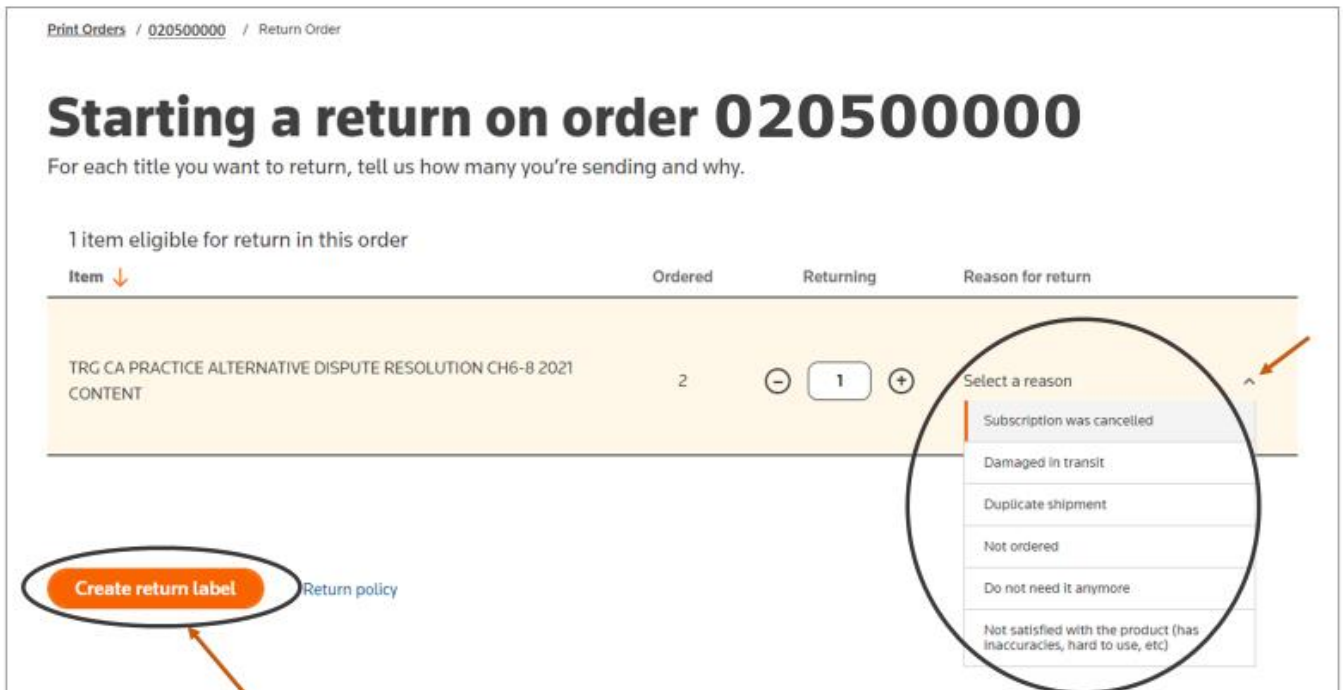 Print Orders / 020500000 / Return Order
Starting a return on order 020500000
For each title you want to return, tell us how many you’re sending and why.
1 item eligible for return in this order
Item Ordered Returning Reason for return
TRG CA PRACTICE ALTERNATIVE DISPUTE RESOLUTION CH6-8 2021
CONTENT
2 1 Select a reason
Subscription was cancelled
Damaged in transit
Duplicate shipment
Not ordered
Do not need it anymore
Not satisfied with the product (has
inaccuracies, hard to use, etc)
Create return label Return policy